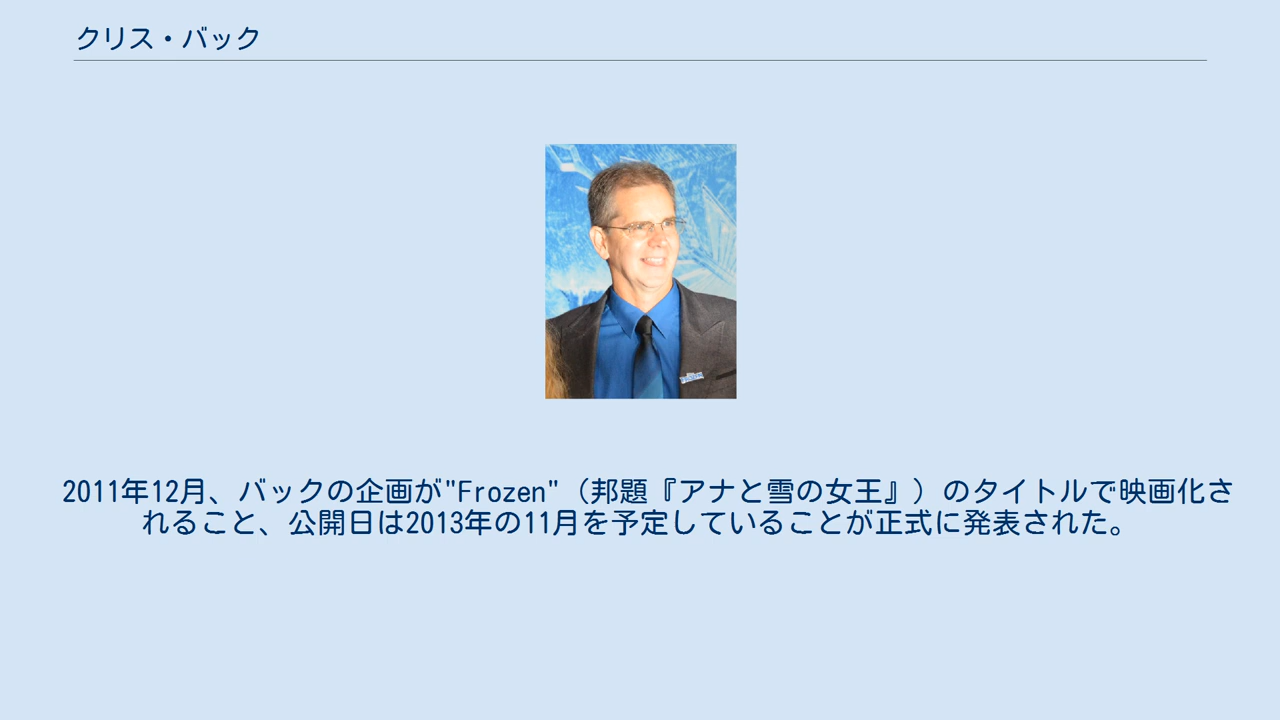 クリス・バック
2011年12月、バックの企画が"Frozen"（邦題『アナと雪の女王』）のタイトルで映画化さ
れること、公開日は2013年の11月を予定していることが正式に発表された。